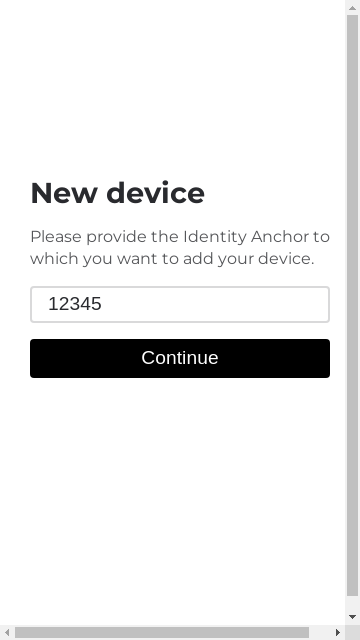 New device
Please provide the Identity Anchor to
which you want to add your device.
12345
Continue